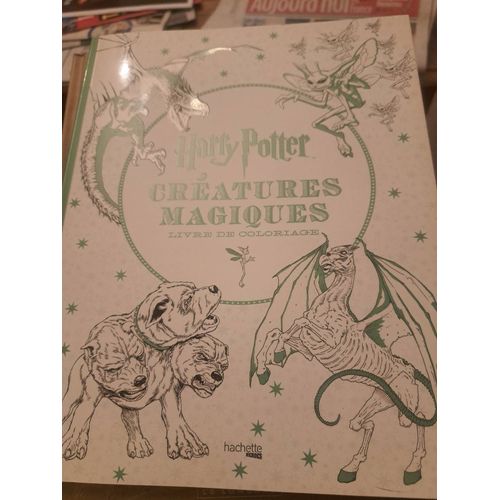 Aujourd'hui
Harry Potter
CRÉATURES
MAGIQUES
LIVRE DE COLORIAGE
hachette